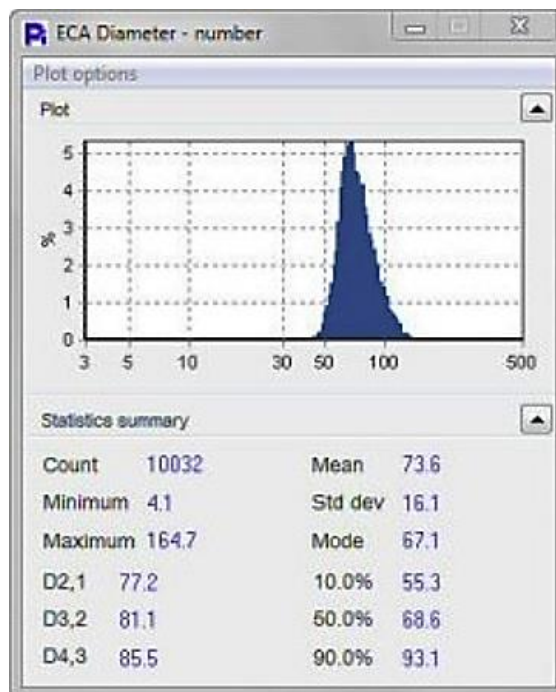 Pi ECA Diameter - number
Plot options
Plot
5
4
3
2
1
0
%
3 5 10 30 50 100 500
Statistics summary
Count 10032 Mean 73.6
Minimum 4.1 Std dev 16.1
Maximum 164.7 Mode 67.1
D2,1 77.2 10.0% 55.3
D3,2 81.1 50.0% 68.6
D4,3 85.5 90.0% 93.1